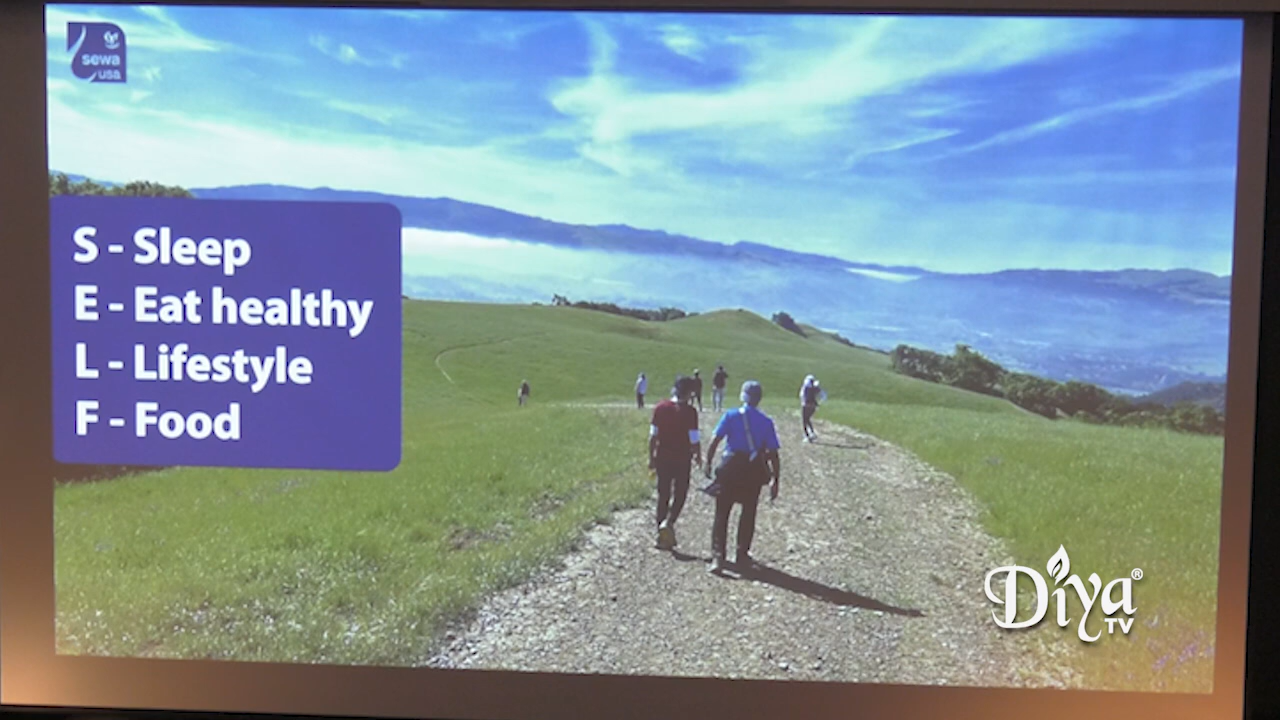 sewa
usa
S - Sleep
E - Eat healthy
L - Lifestyle
F - Food
Diya®
TV